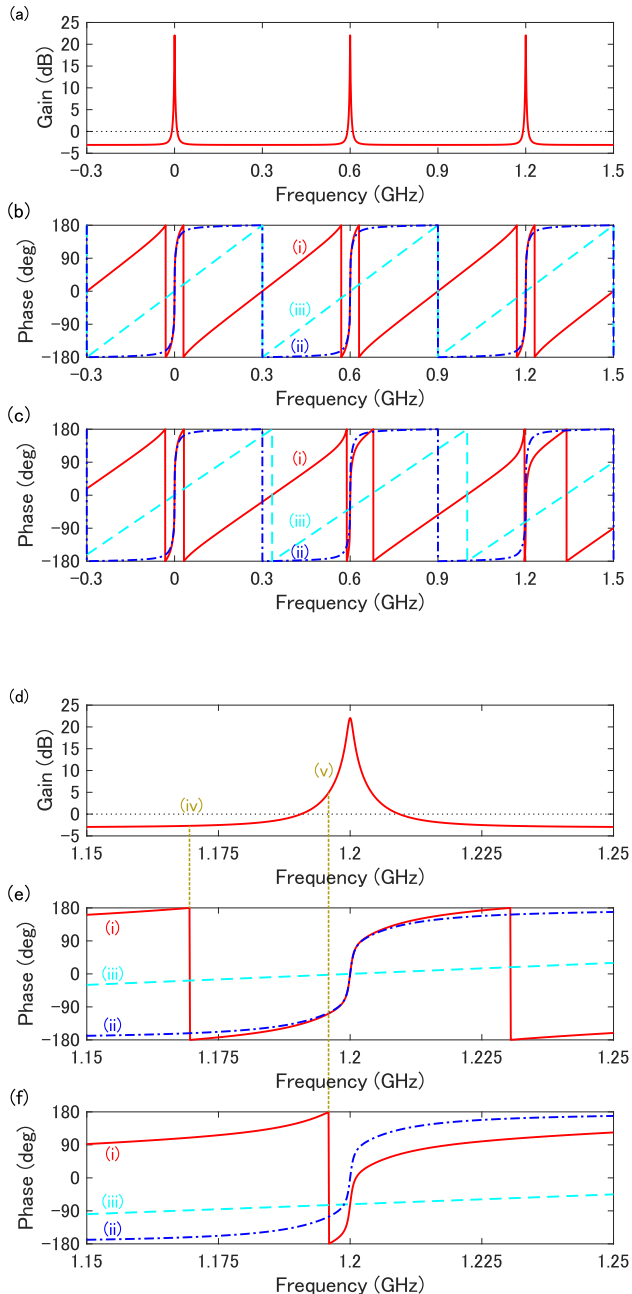 (a)
25
20
15
10
5
0
−5
Gain (dB)
−0.3 0 0.3 0.6 0.9 1.2 1.5
Frequency (GHz)
(b)
180
90
0
−90
−180
Phase (deg)
(i)
(iii)
(ii)
−0.3 0 0.3 0.6 0.9 1.2 1.5
Frequency (GHz)
(c)
180
90
0
−90
−180
Phase (deg)
(i)
(iii)
(ii)
−0.3 0 0.3 0.6 0.9 1.2 1.5
Frequency (GHz)
(d)
25
20
15
10
5
0
−5
Gain (dB)
(v)
(iv)
1.15 1.175 1.2 1.225 1.25
Frequency (GHz)
(e)
180
90
0
−90
−180
Phase (deg)
(i)
(iii)
(ii)
1.15 1.175 1.2 1.225 1.25
Frequency (GHz)
(f)
180
90
0
−90
−180
Phase (deg)
(i)
(iii)
(ii)
1.15 1.175 1.2 1.225 1.25
Frequency (GHz)